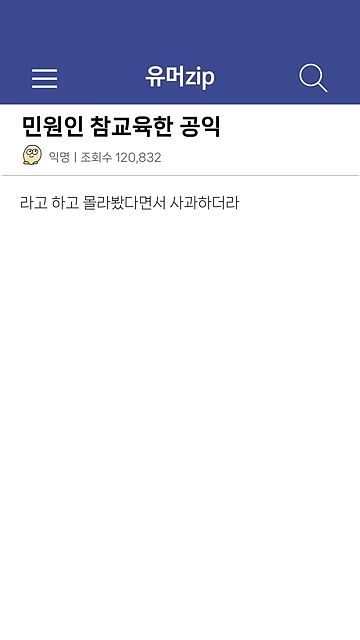 유머zip
민원인 참교육한 공익
익명 | 조회수 120,832
라고 하고 몰라봤다면서 사과하더라